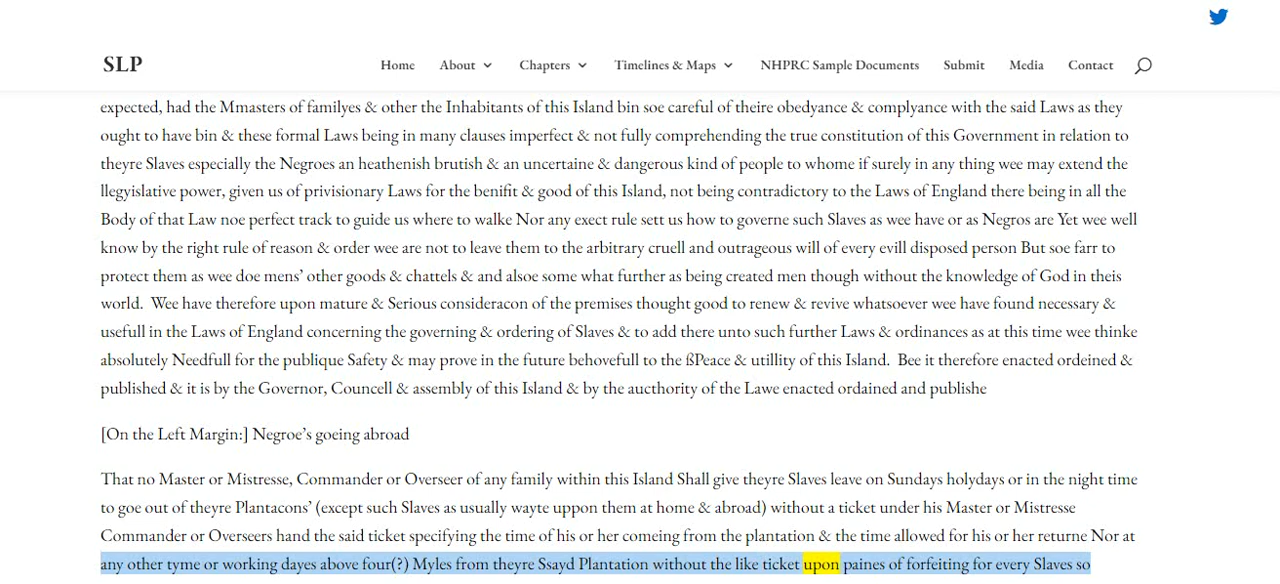 SLP
Home About Chapters Timelines & Maps NHPRC Sample Documents Submit Media Contact
expected, had the Mmasters of familyes & other the Inhabitants of this Island bin soe careful of theire obedyance & complyance with the said Laws as they
ought to have bin & these formal Laws being in many clauses imperfect & not fully comprehending the true constitution of this Government in relation to
theyre Slaves especially the Negroes an heathenish brutish & an uncertaine & dangerous kind of people to whome if surely in any thing wee may extend the
llegyislative power, given us of privisionary Laws for the benifit & good of this Island, not being contradictory to the Laws of England there being in all the
Body of that Law noe perfect track to guide us where to walke Nor any exect rule sett us how to governe such Slaves as wee have or as Negros are Yet wee well
know by the right rule of reason & order wee are not to leave them to the arbitrary cruell and outrageous will of every evill disposed person But soe farr to
protect them as wee doe mens’ other goods & chattels & and alsoe some what further as being created men though without the knowledge of God in theis
world.  Wee have therefore upon mature & Serious consideracon of the premises thought good to renew & revive whatsoever wee have found necessary &
usefull in the Laws of England concerning the governing & ordering of Slaves & to add there unto such further Laws & ordinances as at this time wee thinke
absolutely Needfull for the publique Safety & may prove in the future behovefull to the ßPeace & utillity of this Island.  Bee it therefore enacted ordeined &
published & it is by the Governor, Councell & assembly of this Island & by the aucthority of the Lawe enacted ordained and publishe
[On the Left Margin:] Negroe’s goeing abroad
That no Master or Mistresse, Commander or Overseer of any family within this Island Shall give theyre Slaves leave on Sundays holydays or in the night time
to goe out of theyre Plantacons’ (except such Slaves as usually wayte uppon them at home & abroad) without a ticket under his Master or Mistresse
Commander or Overseers hand the said ticket specifying the time of his or her comeing from the plantation & the time allowed for his or her returne Nor at
any other tyme or working dayes above four(?) Myles from theyre Ssayd Plantation without the like ticket upon paines of forfeiting for every Slaves so